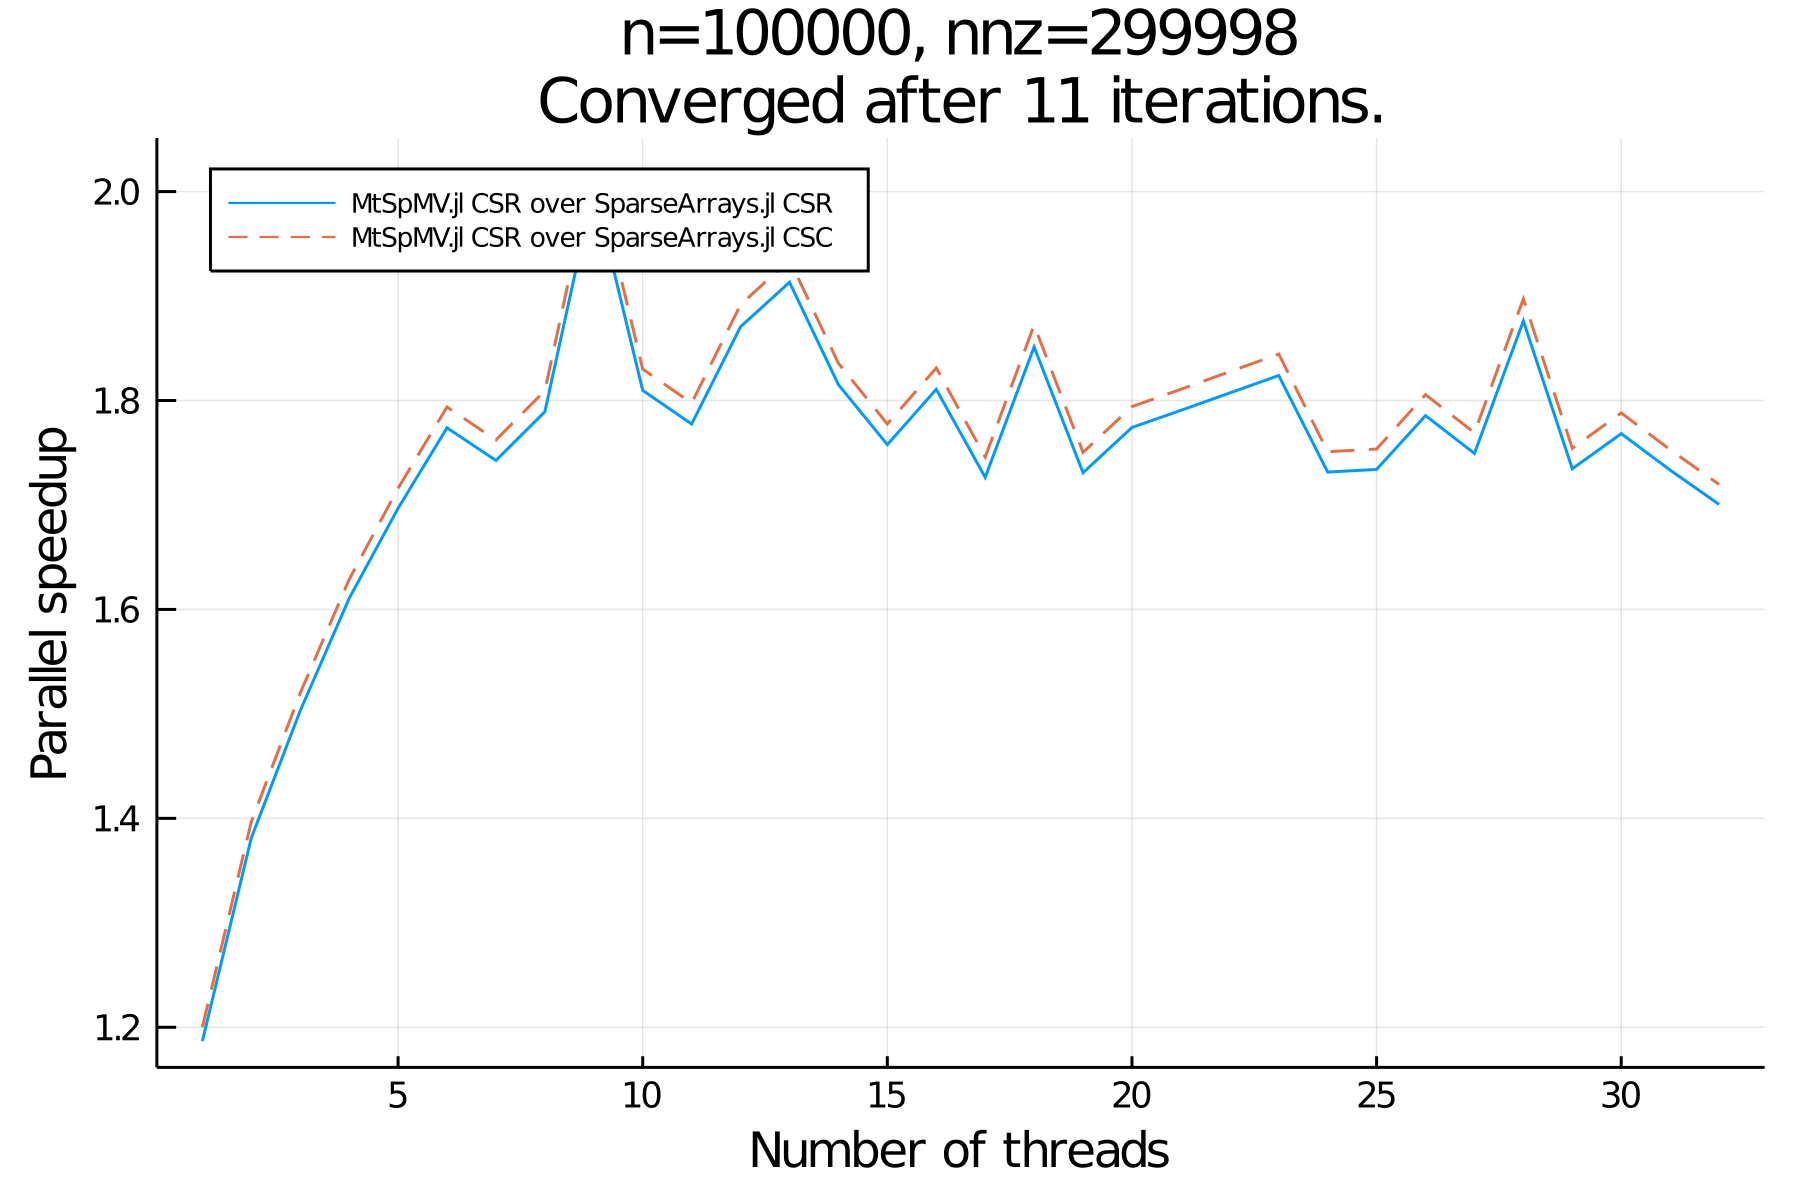 n=100000, nnz=299998
Converged after 11 iterations.
MtSpMV.jl CSR over SparseArrays.jl CSR
MtSpMV.jl CSR over SparseArrays.jl CSC
2.0
1.8
1.6
1.4
1.2
Parallel speedup
5 10 15 20 25 30
Number of threads